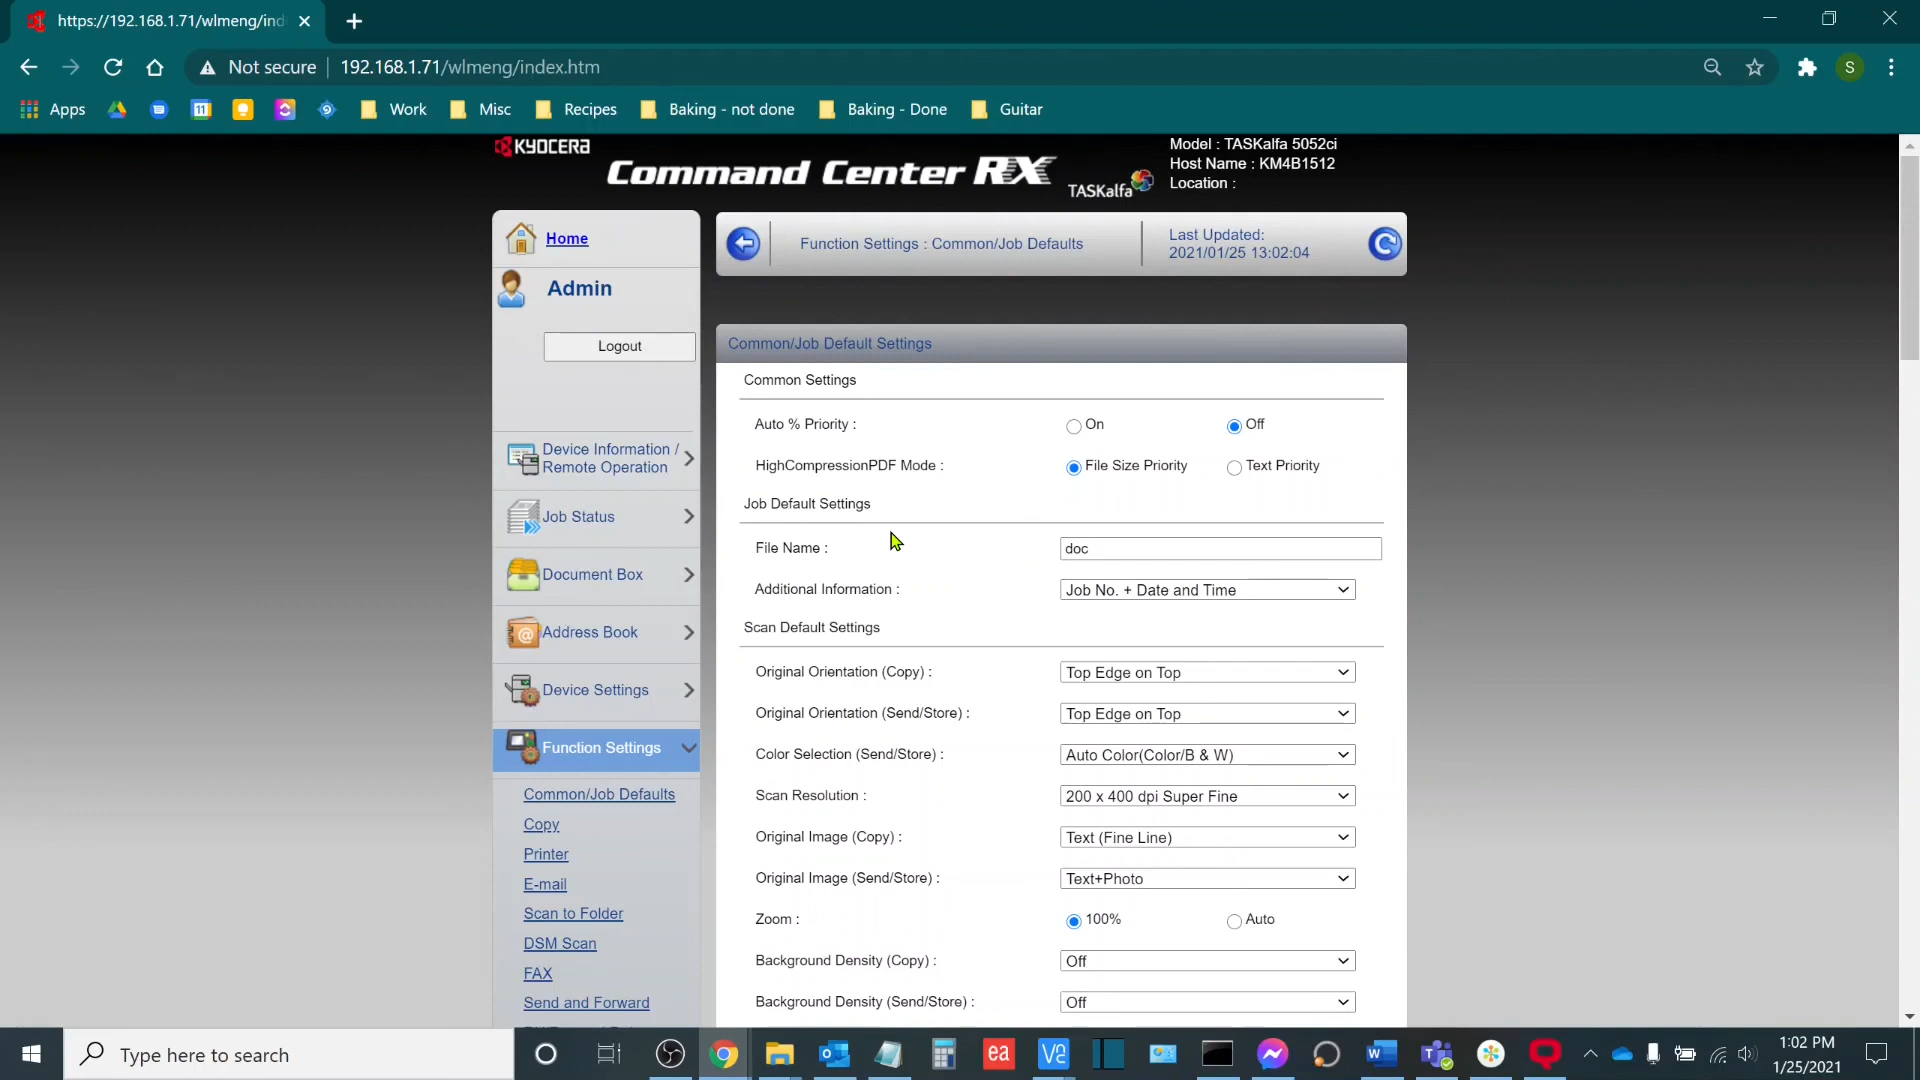 https://192.168.1.71/wlmeng/ind
Not secure 192.168.1.71/wlmeng/index.htm
S
Apps
11
Work
Misc
Recipes
Baking - not done
Baking - Done
Guitar
KYOCERA
Command Center RX
TASKalfa
Model : TASKalfa 5052ci
Host Name : KM4B1512
Location :
Home
Admin
Logout
Device Information /
Remote Operation
Job Status
Document Box
Address Book
Device Settings
Function Settings
Common/Job Defaults
Copy
Printer
E-mail
Scan to Folder
DSM Scan
FAX
Send and Forward
Function Settings : Common/Job Defaults
Last Updated:
2021/01/25 13:02:04
Common/Job Default Settings
Common Settings
Auto % Priority : On Off
HighCompressionPDF Mode : File Size Priority Text Priority
Job Default Settings
File Name : doc
Additional Information : Job No. + Date and Time
Scan Default Settings
Original Orientation (Copy) : Top Edge on Top
Original Orientation (Send/Store) : Top Edge on Top
Color Selection (Send/Store) : Auto Color(Color/B & W)
Scan Resolution : 200 x 400 dpi Super Fine
Original Image (Copy) : Text (Fine Line)
Original Image (Send/Store) : Text+Photo
Zoom : 100% Auto
Background Density (Copy) : Off
Background Density (Send/Store) : Off
Type here to search
ea
1:02 PM
1/25/2021